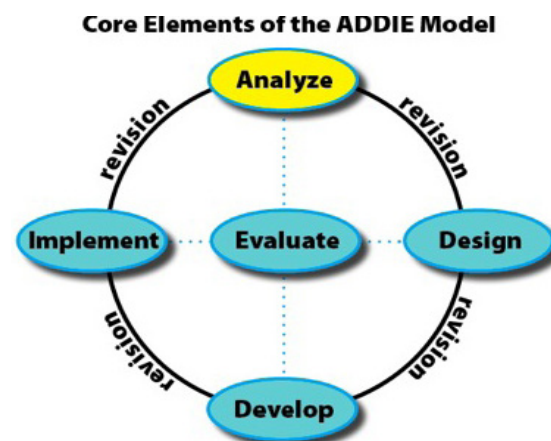 Core Elements of the ADDIE Model
Analyze
revision
revision
Implement
Evaluate
Design
revision
revision
Develop